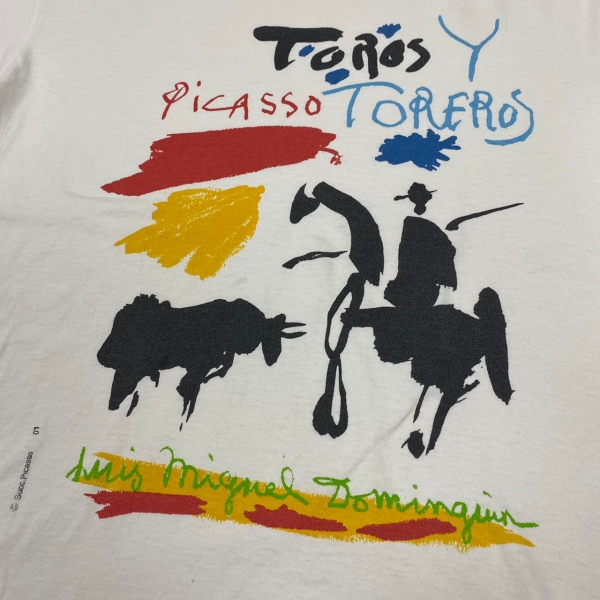 TOROS Y
PICASSO TOREROS
Luis Miguel Dominguin
© Succ.Picasso 01